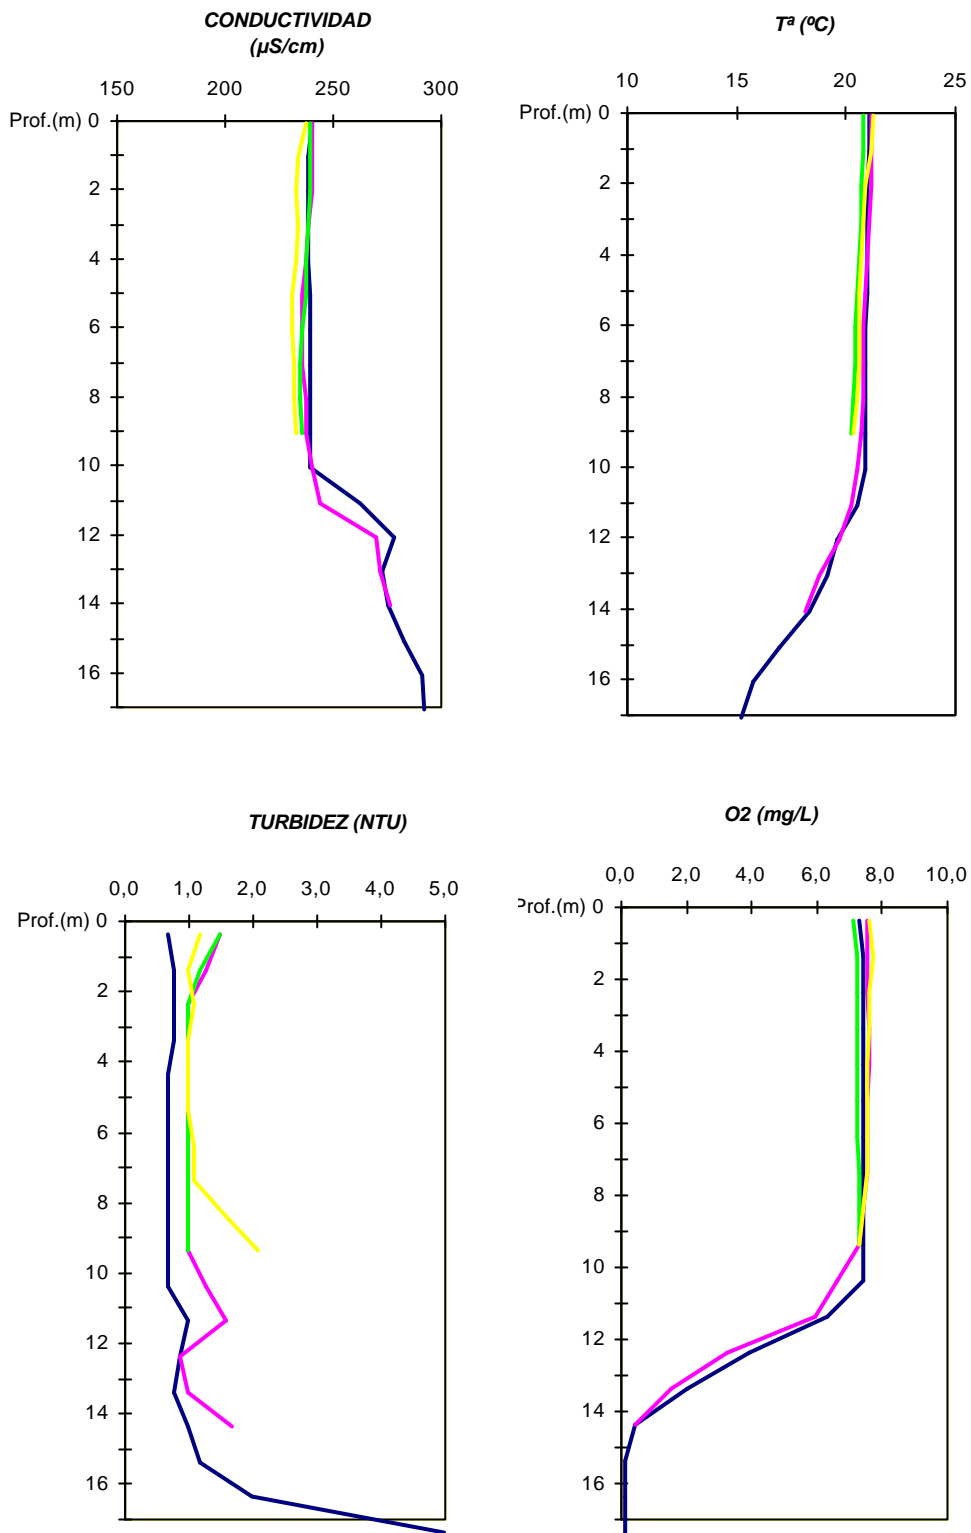 CONDUCTIVIDAD
(µS/cm)
150 200 250 300
Prof.(m) 0
2
4
6
8
10
12
14
16
Tª (ºC)
10 15 20 25
Prof.(m) 0
2
4
6
8
10
12
14
16
TURBIDEZ (NTU)
0,0 1,0 2,0 3,0 4,0 5,0
Prof.(m) 0
2
4
6
8
10
12
14
16
O2 (mg/L)
0,0 2,0 4,0 6,0 8,0 10,0
Prof.(m) 0
2
4
6
8
10
12
14
16